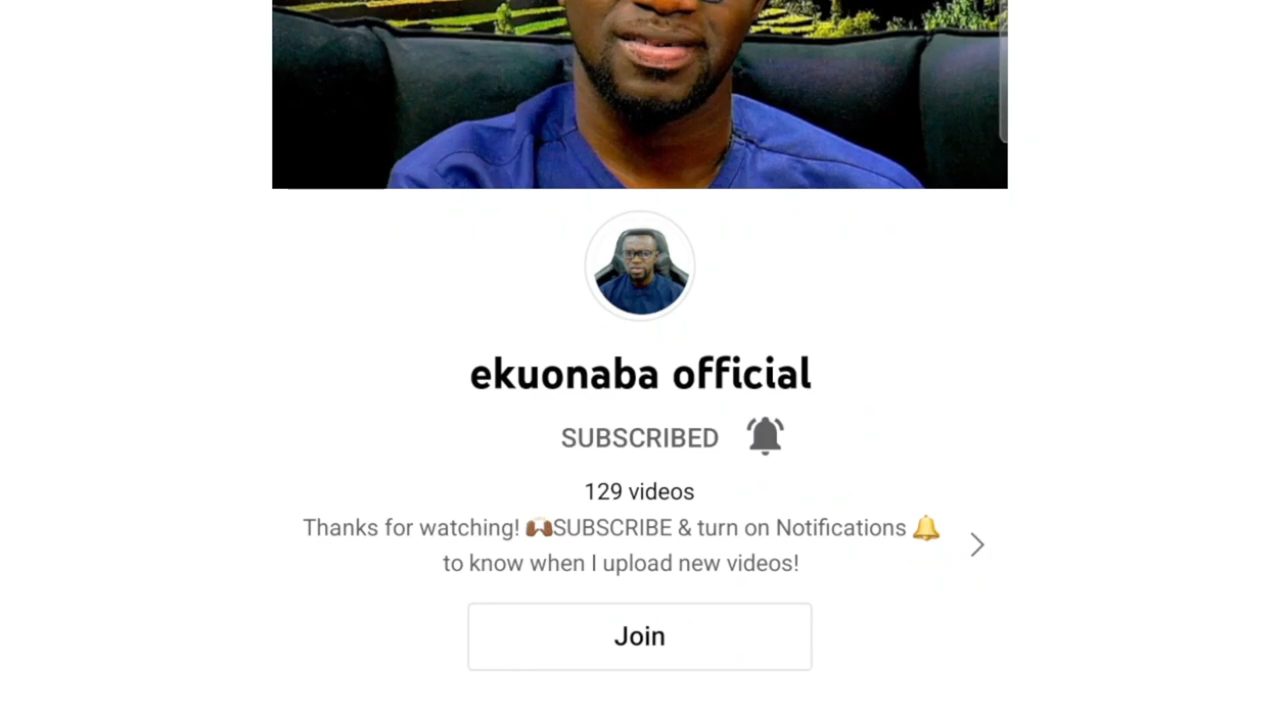 ekuonaba official
SUBSCRIBED
129 videos
Thanks for watching! 🙌🏾SUBSCRIBE & turn on Notifications 🔔
to know when I upload new videos!
Join